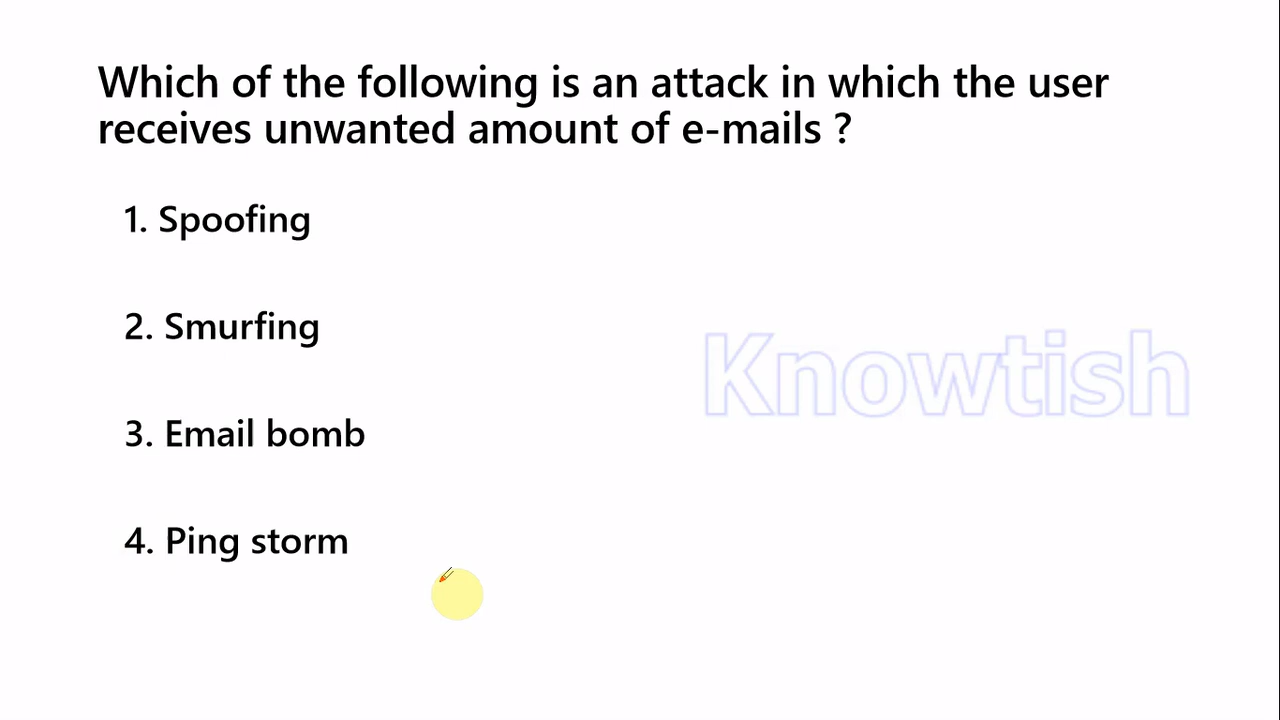 Which of the following is an attack in which the user
receives unwanted amount of e-mails ?
1. Spoofing
2. Smurfing
Knowtish
3. Email bomb
4. Ping storm